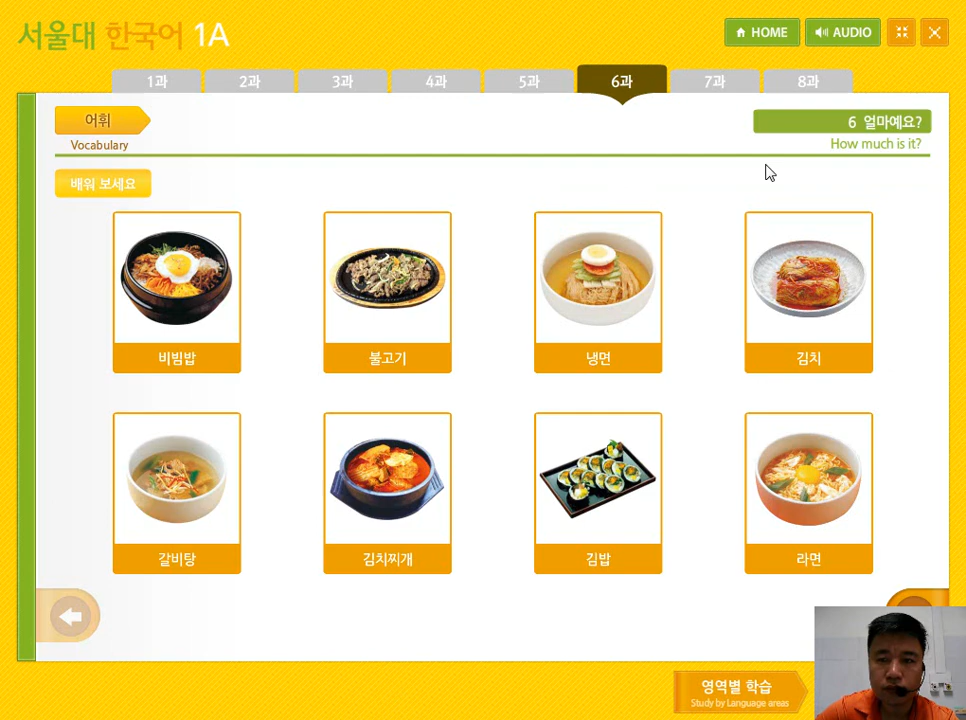 서울대 한국어 1A
HOME
AUDIO
1과
2과
3과
4과
5과
6과
7과
8과
어휘
Vocabulary
6 얼마예요?
How much is it?
배워 보세요
비빔밥
불고기
냉면
김치
갈비탕
김치찌개
김밥
라면
영역별 학습
Study by Language areas